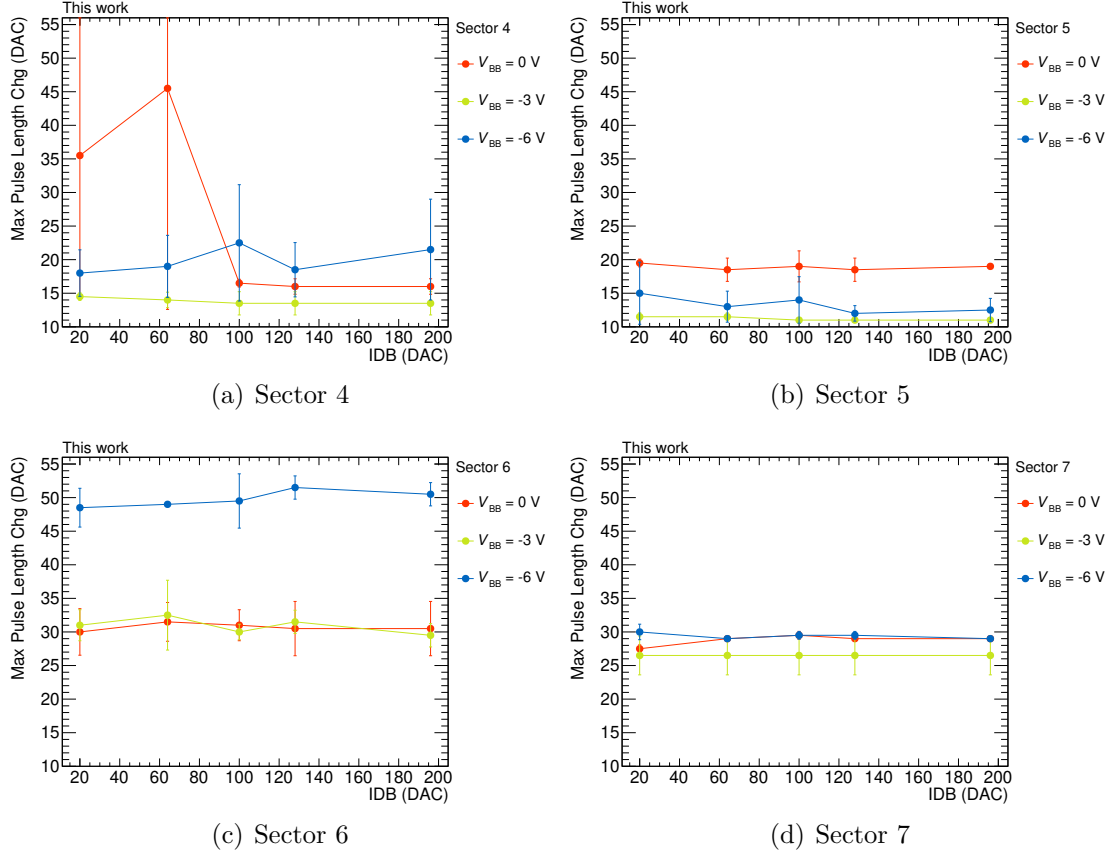 This work
Max Pulse Length Chg (DAC)
55
50
45
40
35
30
25
20
15
10
20 40 60 80 100 120 140 160 180 200
IDB (DAC)
Sector 4
V_BB = 0 V
V_BB = -3 V
V_BB = -6 V
(a) Sector 4
This work
Max Pulse Length Chg (DAC)
55
50
45
40
35
30
25
20
15
10
20 40 60 80 100 120 140 160 180 200
IDB (DAC)
Sector 5
V_BB = 0 V
V_BB = -3 V
V_BB = -6 V
(b) Sector 5
This work
Max Pulse Length Chg (DAC)
55
50
45
40
35
30
25
20
15
10
20 40 60 80 100 120 140 160 180 200
IDB (DAC)
Sector 6
V_BB = 0 V
V_BB = -3 V
V_BB = -6 V
(c) Sector 6
This work
Max Pulse Length Chg (DAC)
55
50
45
40
35
30
25
20
15
10
20 40 60 80 100 120 140 160 180 200
IDB (DAC)
Sector 7
V_BB = 0 V
V_BB = -3 V
V_BB = -6 V
(d) Sector 7